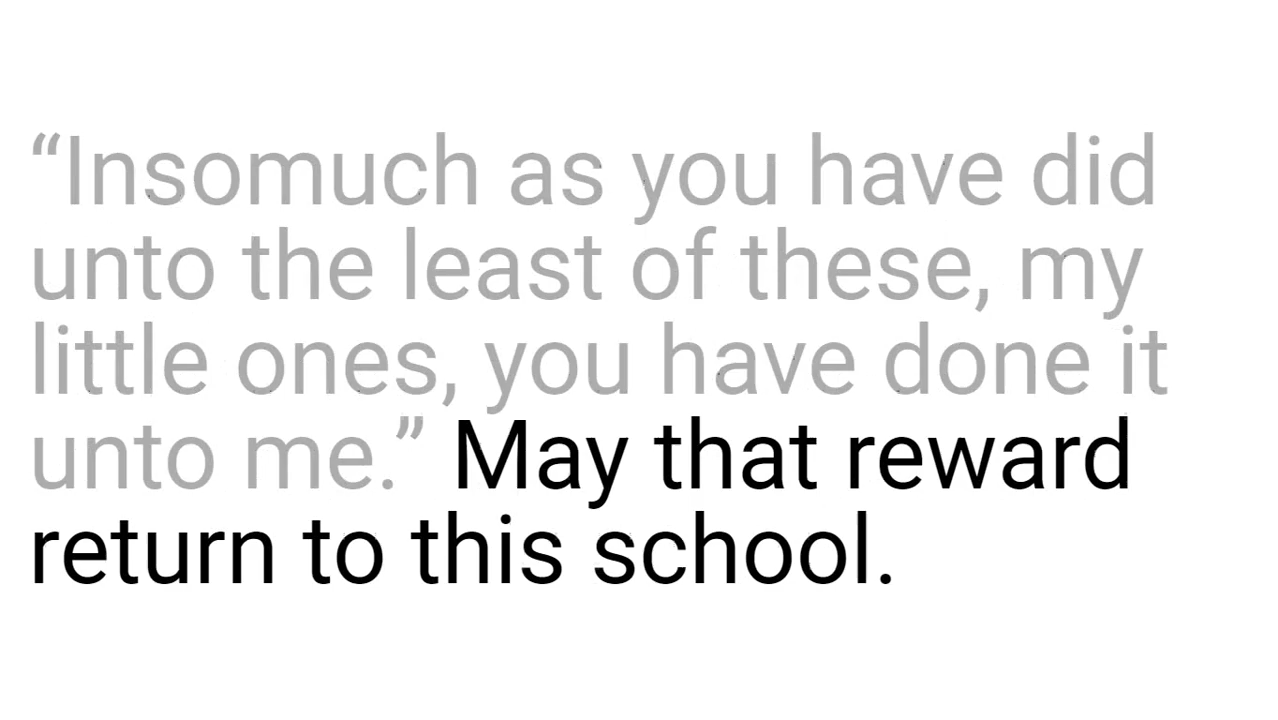 “Insomuch as you have did
unto the least of these, my
little ones, you have done it
unto me.” May that reward
return to this school.